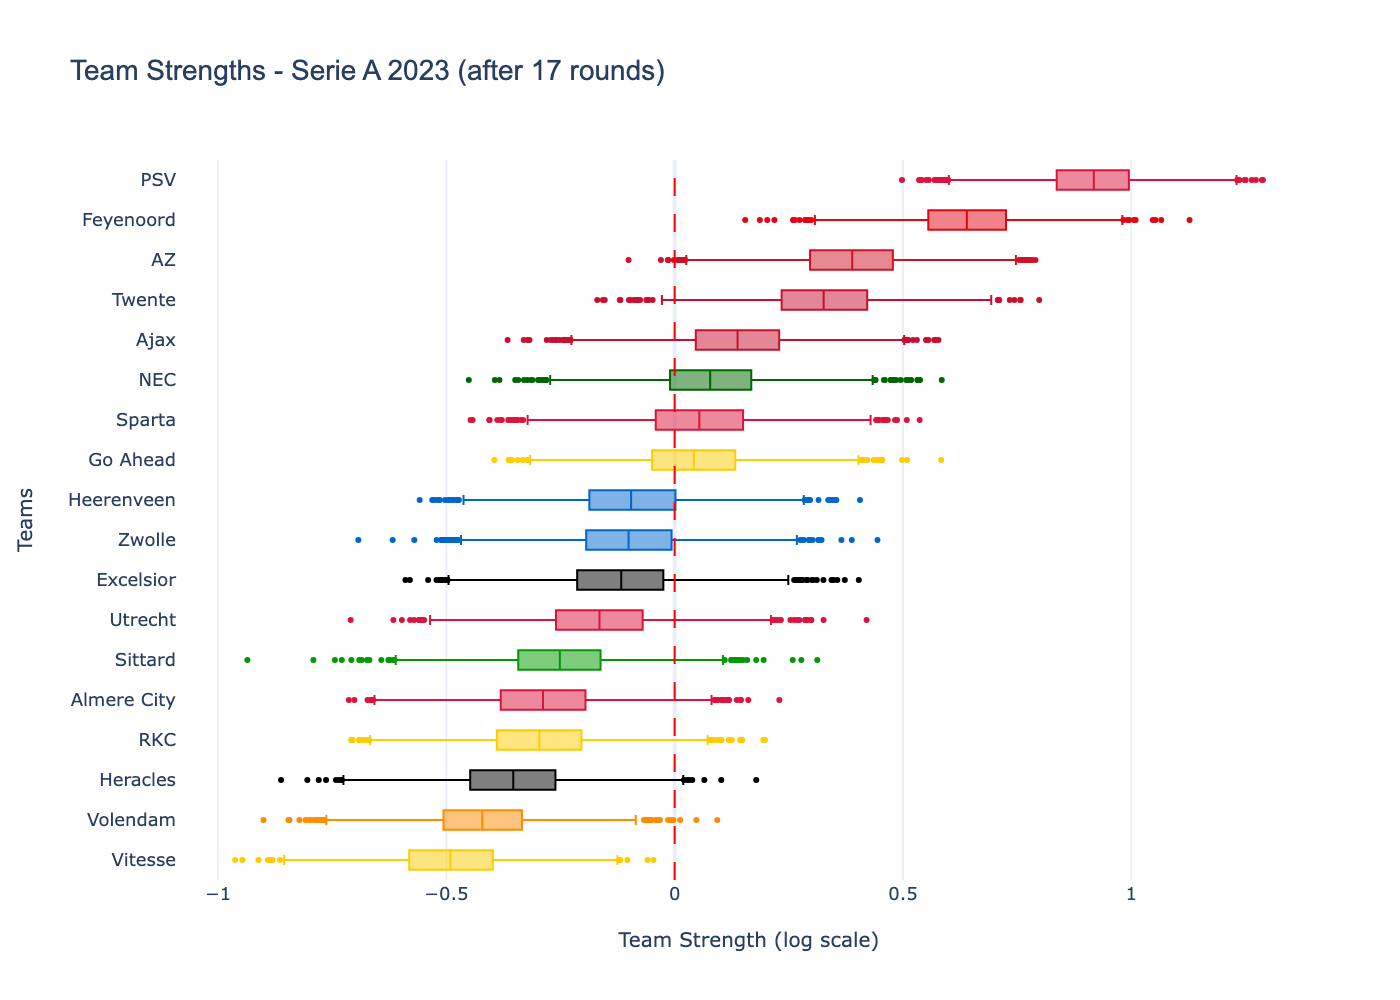 Team Strengths - Serie A 2023 (after 17 rounds)
PSV
Feyenoord
AZ
Twente
Ajax
NEC
Sparta
Go Ahead
Heerenveen
Zwolle
Excelsior
Utrecht
Sittard
Almere City
RKC
Heracles
Volendam
Vitesse
Teams
−1
−0.5
0
0.5
1
Team Strength (log scale)